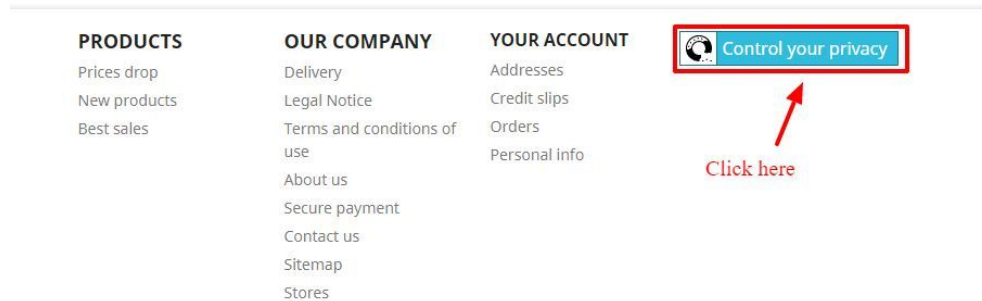 PRODUCTS
Prices drop
New products
Best sales
OUR COMPANY
Delivery
Legal Notice
Terms and conditions of
use
About us
Secure payment
Contact us
Sitemap
Stores
YOUR ACCOUNT
Addresses
Credit slips
Orders
Personal info
Control your privacy
Click here